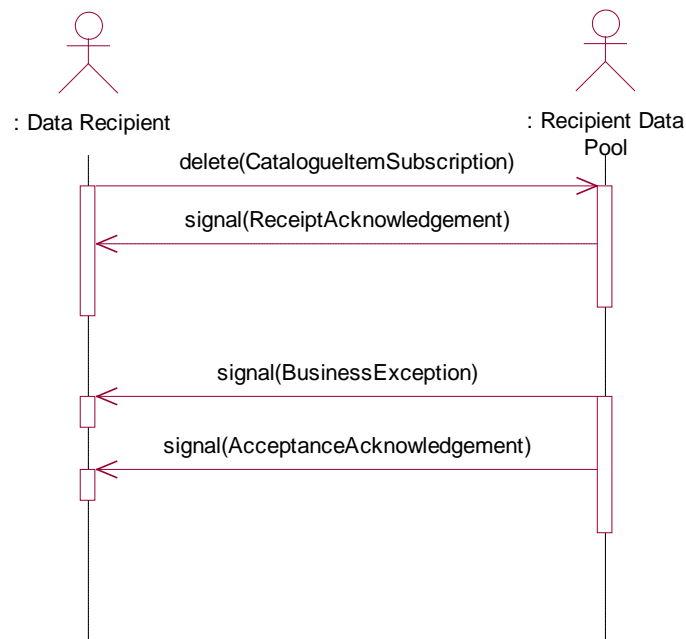 : Data Recipient
: Recipient Data
Pool
delete(CatalogueItemSubscription)
signal(ReceiptAcknowledgement)
signal(BusinessException)
signal(AcceptanceAcknowledgement)